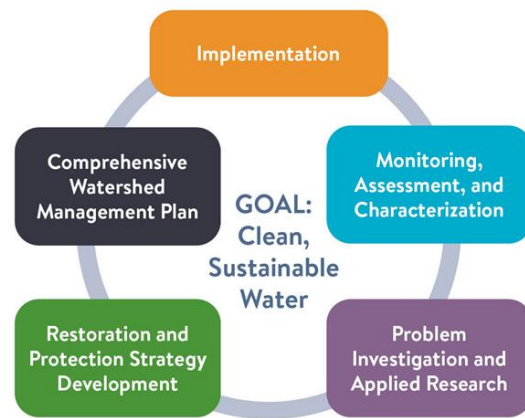 Implementation
Monitoring,
Assessment, and
Characterization
Problem
Investigation and
Applied Research
Restoration and
Protection Strategy
Development
Comprehensive
Watershed
Management Plan
GOAL:
Clean,
Sustainable
Water